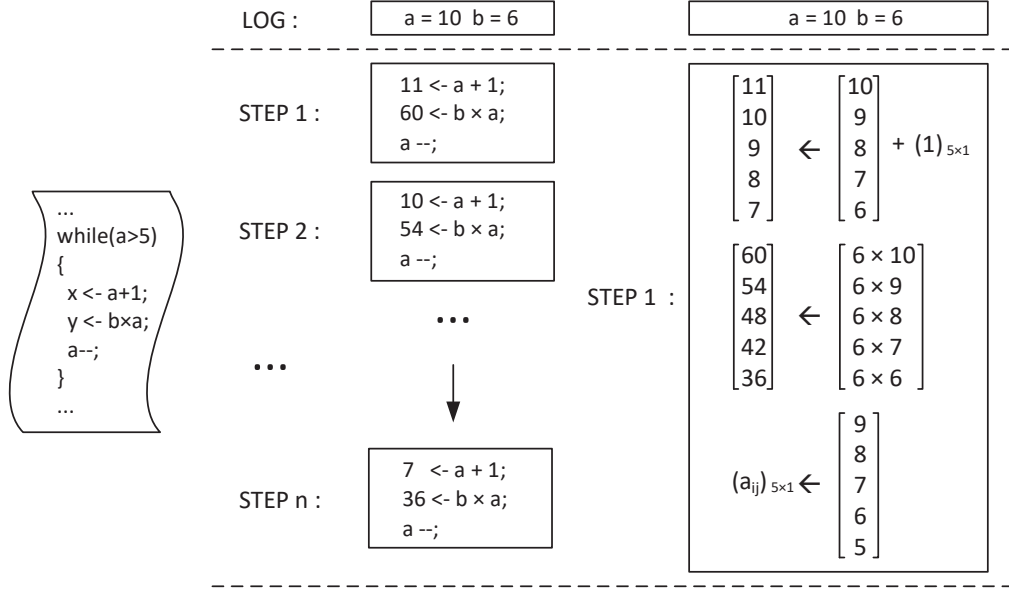 LOG :
a = 10 b = 6
a = 10 b = 6
...
while(a>5)
{
x <- a+1;
y <- b×a;
a--;
}
...
STEP 1 :
11 <- a + 1;
60 <- b × a;
a --;
STEP 2 :
10 <- a + 1;
54 <- b × a;
a --;
...
...
STEP n :
7 <- a + 1;
36 <- b × a;
a --;
STEP 1 :
11 10
10 9
9 ← 8 + (1) 5×1
8 7
7 6
60 6 × 10
54 6 × 9
48 ← 6 × 8
42 6 × 7
36 6 × 6
9
8
(aij) 5×1 ← 7
6
5